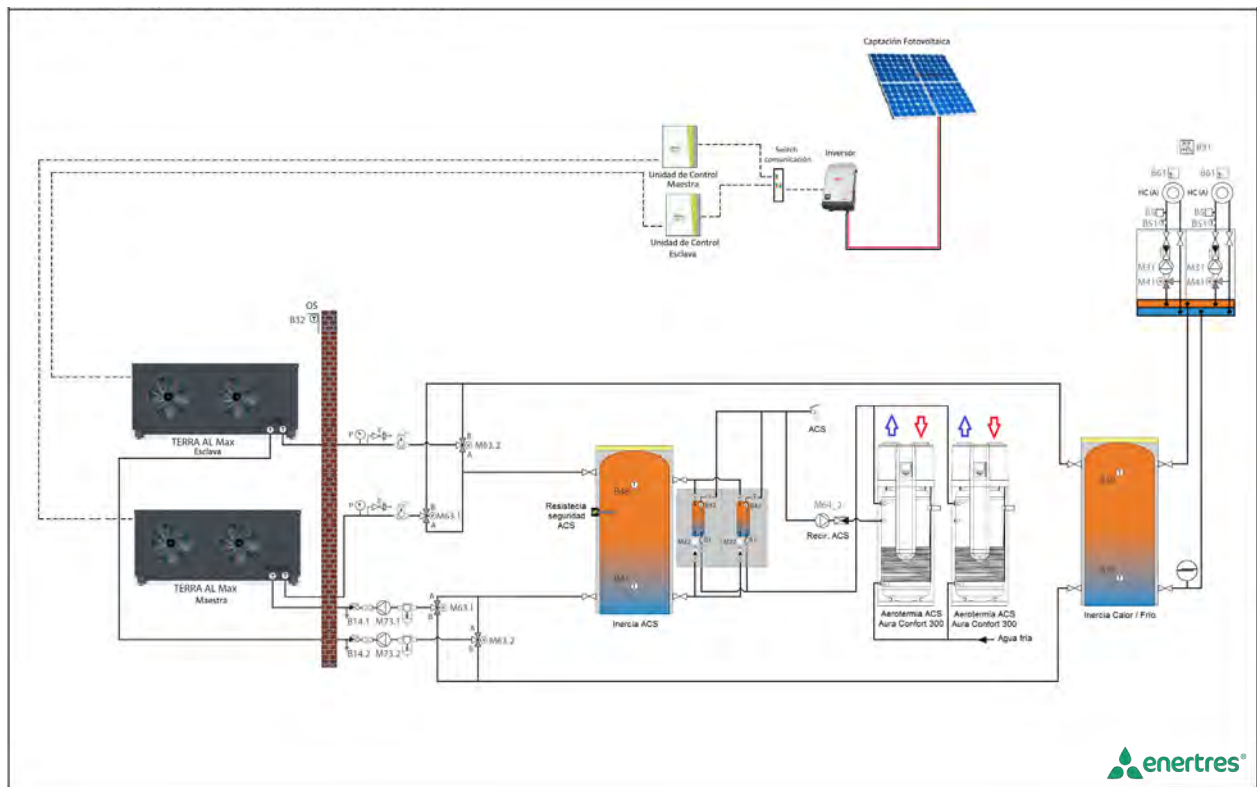 Captación Fotovoltaica
Switch
comunicación
Inversor
Unidad de Control
Maestra
Unidad de Control
Esclava
B31
B61
B61
HC (A)
HC (A)
B51
B51
M31
M31
M41
M41
OS
B32
TERRA AL Max
Esclava
TERRA AL Max
Maestra
P
B
M63.2
A
P
B
M63.1
A
B14.1
M73.1
A
M63.1
B
B14.2
M73.2
A
M63.2
B
Resistecia
seguridad
ACS
B46
B41
Inercia ACS
ACS
Recir. ACS
Aerotermia ACS
Aura Confort 300
Aerotermia ACS
Aura Confort 300
Agua fría
Inercia Calor / Frío.
enertres®